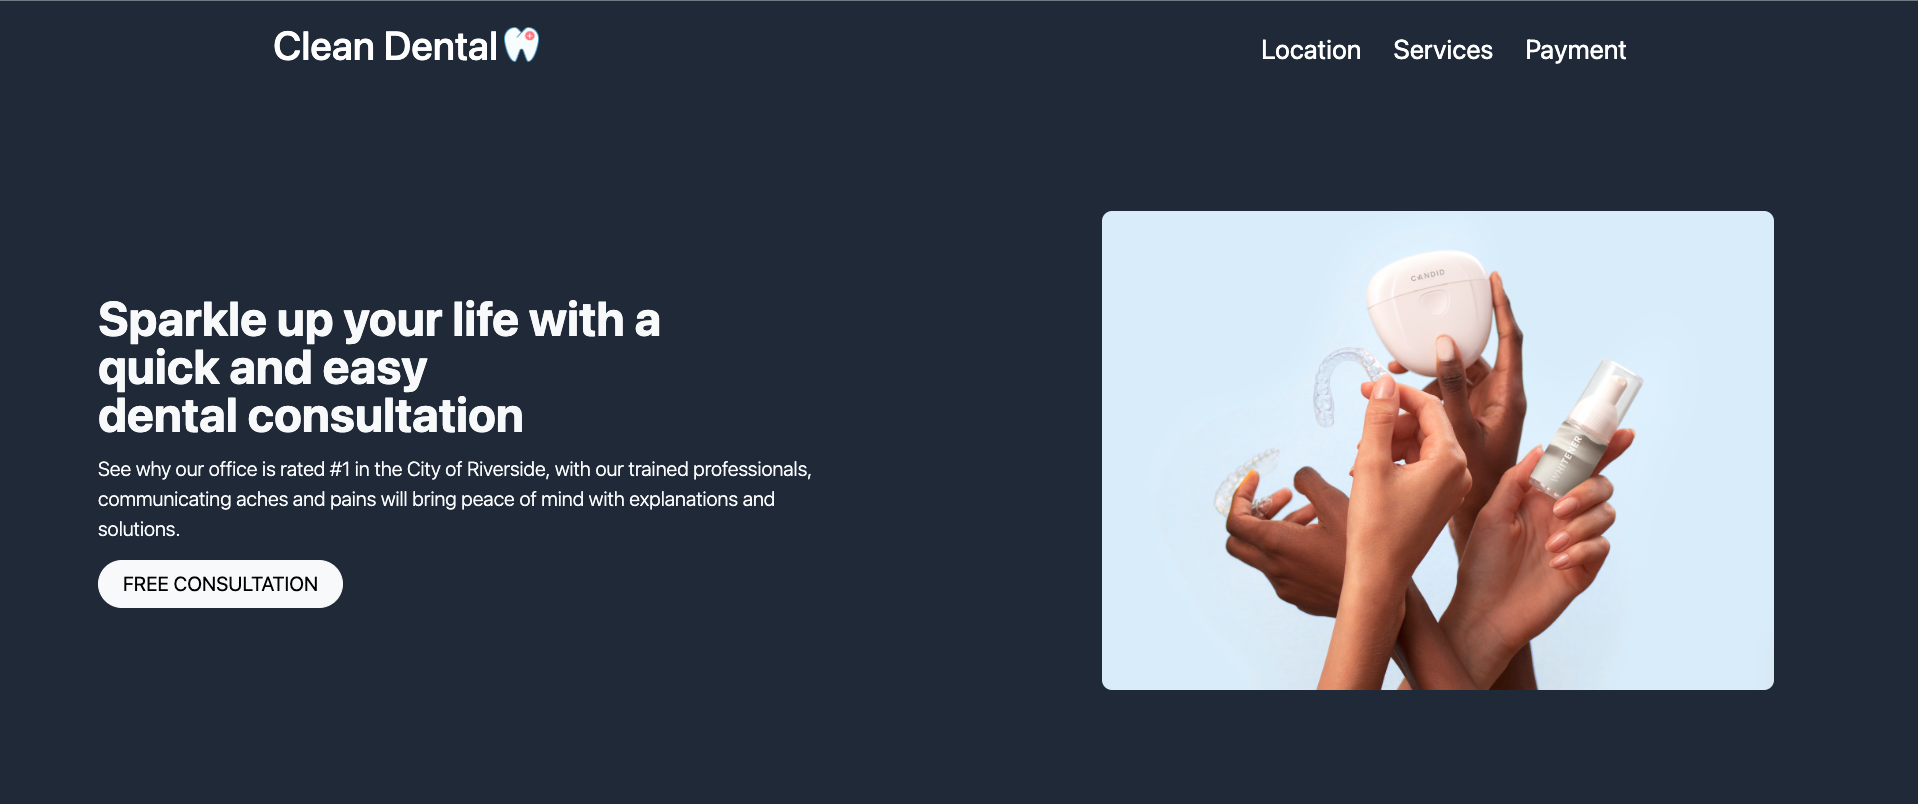 Clean Dental
Location Services Payment
Sparkle up your life with a
quick and easy
dental consultation
See why our office is rated #1 in the City of Riverside, with our trained professionals,
communicating aches and pains will bring peace of mind with explanations and
solutions.
FREE CONSULTATION
CANDID
WHITENER